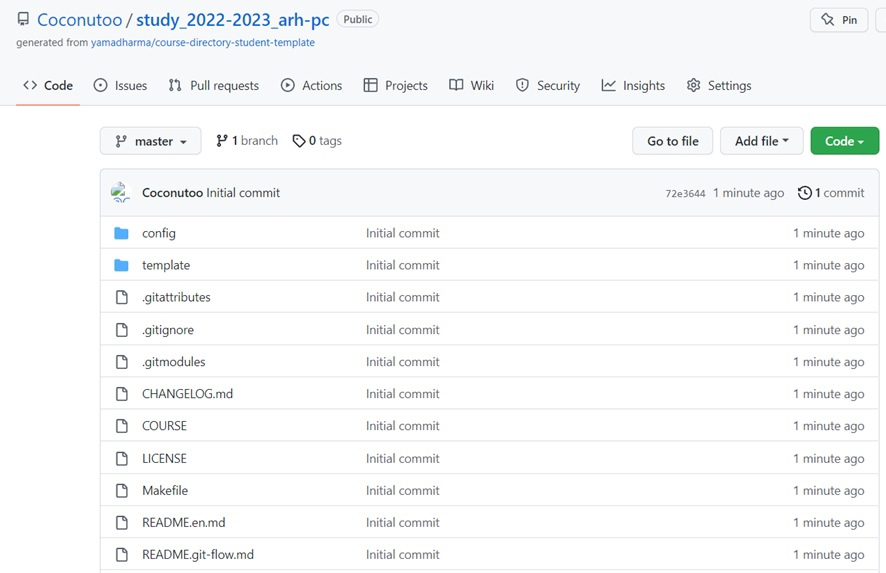 Coconutoo / study_2022-2023_arh-pc Public Pin
generated from yamadharma/course-directory-student-template
Code Issues Pull requests Actions Projects Wiki Security Insights Settings
master 1 branch 0 tags Go to file Add file Code
Coconutoo Initial commit 72e3644 1 minute ago 1 commit
config Initial commit 1 minute ago
template Initial commit 1 minute ago
.gitattributes Initial commit 1 minute ago
.gitignore Initial commit 1 minute ago
.gitmodules Initial commit 1 minute ago
CHANGELOG.md Initial commit 1 minute ago
COURSE Initial commit 1 minute ago
LICENSE Initial commit 1 minute ago
Makefile Initial commit 1 minute ago
README.en.md Initial commit 1 minute ago
README.git-flow.md Initial commit 1 minute ago